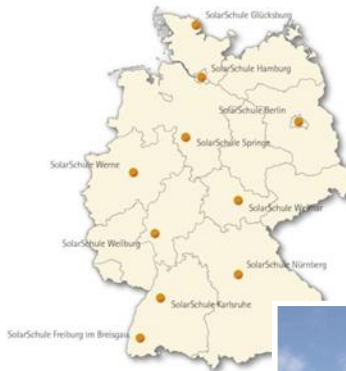 SolarSchule Glücksburg
SolarSchule Hamburg
SolarSchule Berlin
SolarSchule Springe
SolarSchule Werne
SolarSchule Weimar
SolarSchule Weilburg
SolarSchule Nürnberg
SolarSchule Karlsruhe
SolarSchule Freiburg im Breisgau